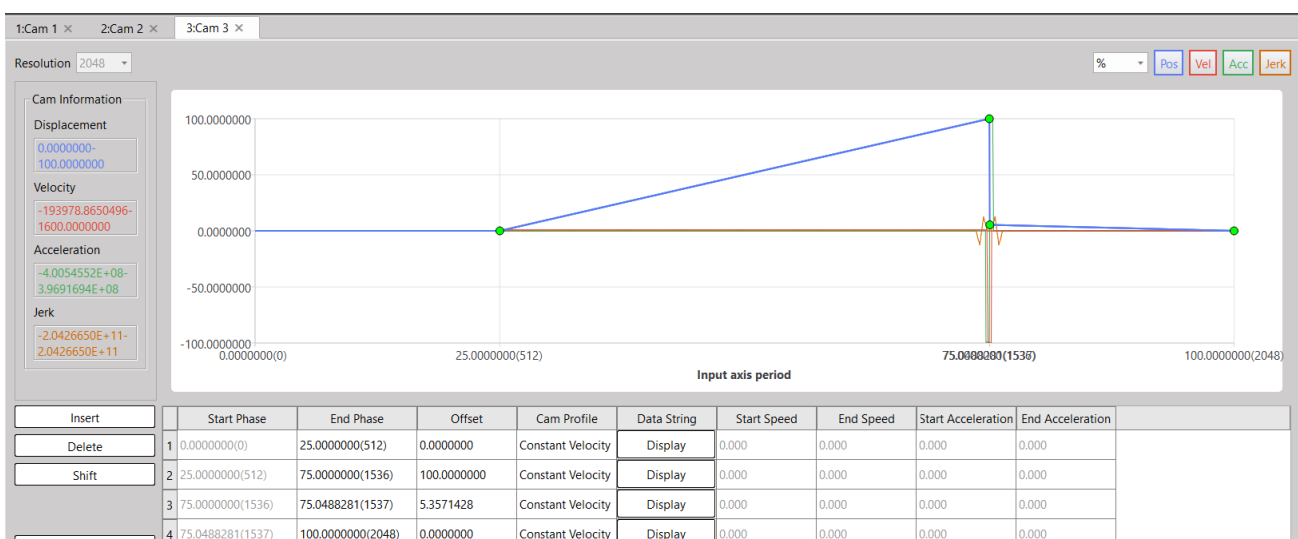 1:Cam 1 × 2:Cam 2 × 3:Cam 3 ×
Resolution 2048 % Pos Vel Acc Jerk
Cam Information
Displacement
0.0000000-
100.0000000
Velocity
-193978.8650496-
1600.0000000
Acceleration
-4.0054552E+08-
3.9691694E+08
Jerk
-2.0426650E+11-
2.0426650E+11
100.0000000
50.0000000
0.0000000
-50.0000000
-100.0000000
0.0000000(0) 25.0000000(512) 100.0000000(2048)
Input axis period
Insert
Delete
Shift
Start Phase End Phase Offset Cam Profile Data String Start Speed End Speed Start Acceleration End Acceleration
1 0.0000000(0) 25.0000000(512) 0.0000000 Constant Velocity Display 0.000 0.000 0.000 0.000
2 25.0000000(512) 75.0000000(1536) 100.0000000 Constant Velocity Display 0.000 0.000 0.000 0.000
3 75.0000000(1536) 75.0488281(1537) 5.3571428 Constant Velocity Display 0.000 0.000 0.000 0.000
4 75.0488281(1537) 100.0000000(2048) 0.0000000 Constant Velocity Display 0.000 0.000 0.000 0.000